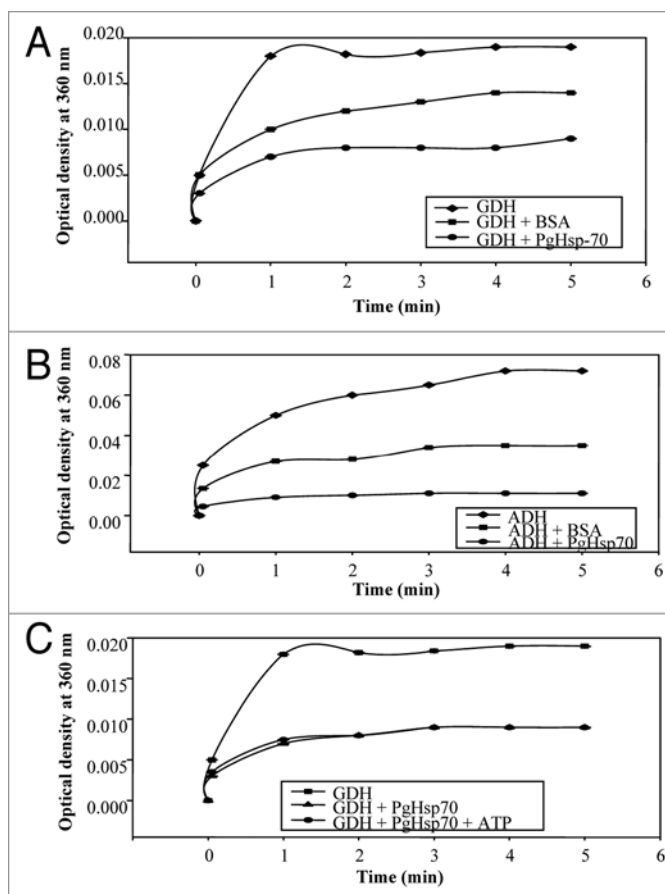 A
Optical density at 360 nm
0.020
0.015
0.010
0.005
0.000
GDH
GDH + BSA
GDH + PgHsp-70
0 1 2 3 4 5 6
Time (min)
B
Optical density at 360 nm
0.08
0.06
0.04
0.02
0.00
ADH
ADH + BSA
ADH + PgHsp70
0 1 2 3 4 5 6
Time (min)
C
Optical density at 360 nm
0.020
0.015
0.010
0.005
0.000
GDH
GDH + PgHsp70
GDH + PgHsp70 + ATP
0 1 2 3 4 5 6
Time (min)